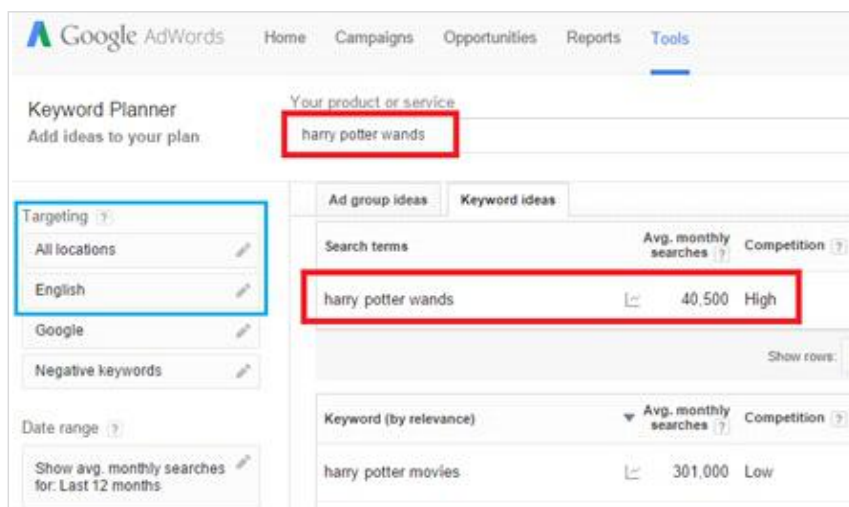 Google AdWords Home Campaigns Opportunities Reports Tools
Keyword Planner
Add ideas to your plan
Your product or service
harry potter wands
Targeting ?
All locations
English
Google
Negative keywords
Date range ?
Show avg. monthly searches
for: Last 12 months
Ad group ideas Keyword ideas
Search terms Avg. monthly searches ? Competition ?
harry potter wands 40,500 High
Show rows:
Keyword (by relevance) Avg. monthly searches ? Competition ?
harry potter movies 301,000 Low